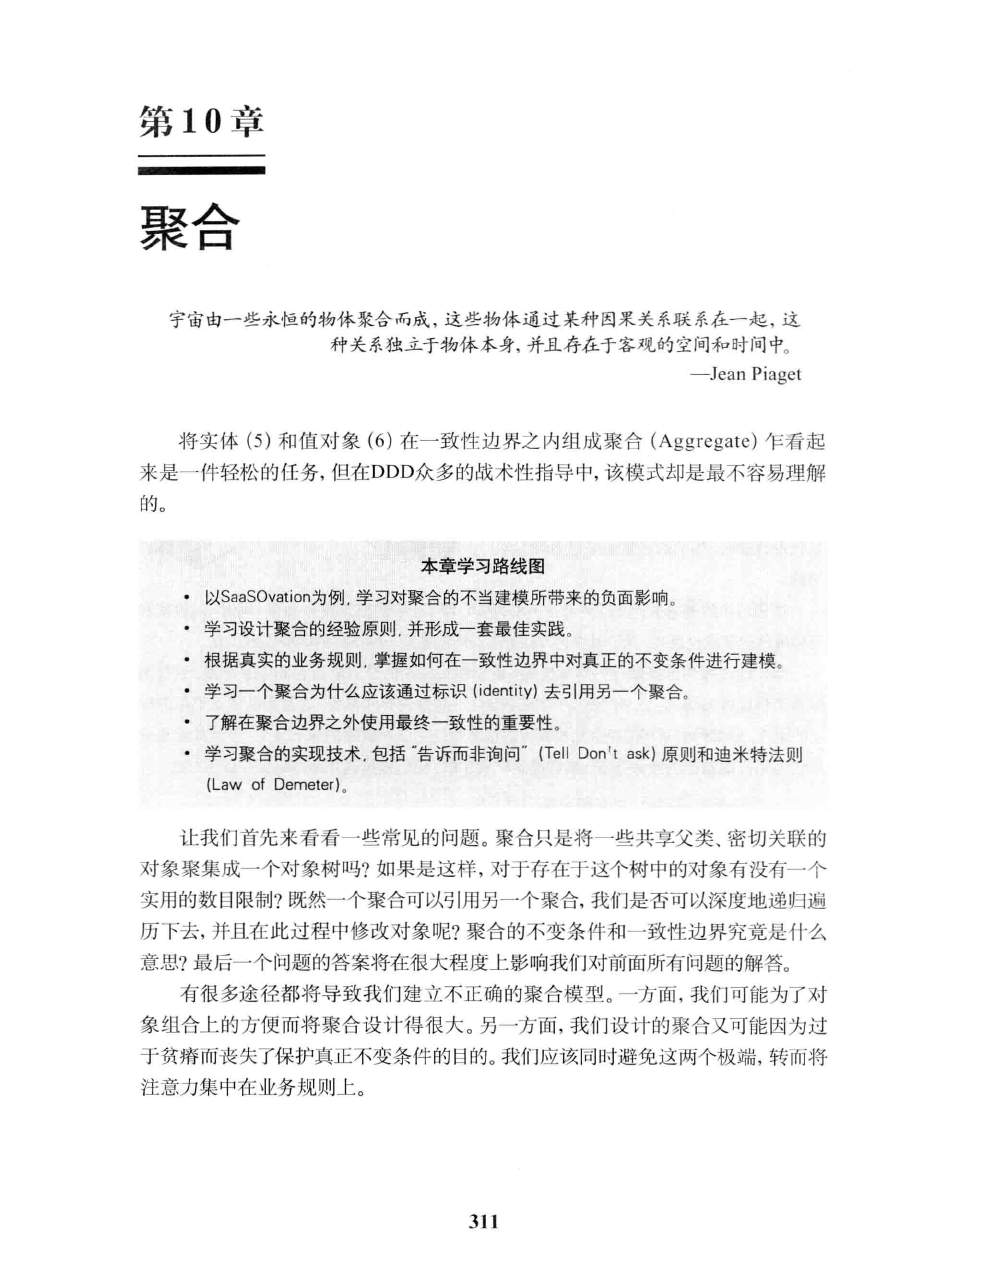 第10章
聚合
宇宙由一些永恒的物体聚合而成，这些物体通过某种因果关系联系在一起，这
种关系独立于物体本身，并且存在于客观的空间和时间中。
—Jean Piaget
将实体（5）和值对象（6）在一致性边界之内组成聚合（Aggregate）乍看起
来是一件轻松的任务，但在DDD众多的战术性指导中，该模式却是最不容易理解
的。
本章学习路线图
• 以SaaSOvation为例，学习对聚合的不当建模所带来的负面影响。
• 学习设计聚合的经验原则，并形成一套最佳实践。
• 根据真实的业务规则，掌握如何在一致性边界中对真正的不变条件进行建模。
• 学习一个聚合为什么应该通过标识（identity）去引用另一个聚合。
• 了解在聚合边界之外使用最终一致性的重要性。
• 学习聚合的实现技术，包括“告诉而非询问”（Tell Don't ask）原则和迪米特法则
(Law of Demeter)。
让我们首先来看看一些常见的问题。聚合只是将一些共享父类、密切关联的
对象聚集成一个对象树吗？如果是这样，对于存在于这个树中的对象有没有一个
实用的数目限制？既然一个聚合可以引用另一个聚合，我们是否可以深度地递归遍
历下去，并且在此过程中修改对象呢？聚合的不变条件和一致性边界究竟是什么
意思？最后一个问题的答案将在很大程度上影响我们对前面所有问题的解答。
有很多途径都将导致我们建立不正确的聚合模型。一方面，我们可能为了对
象组合上的方便而将聚合设计得很大。另一方面，我们设计的聚合又可能因为过
于贫瘠而丧失了保护真正不变条件的目的。我们应该同时避免这两个极端，转而将
注意力集中在业务规则上。
311